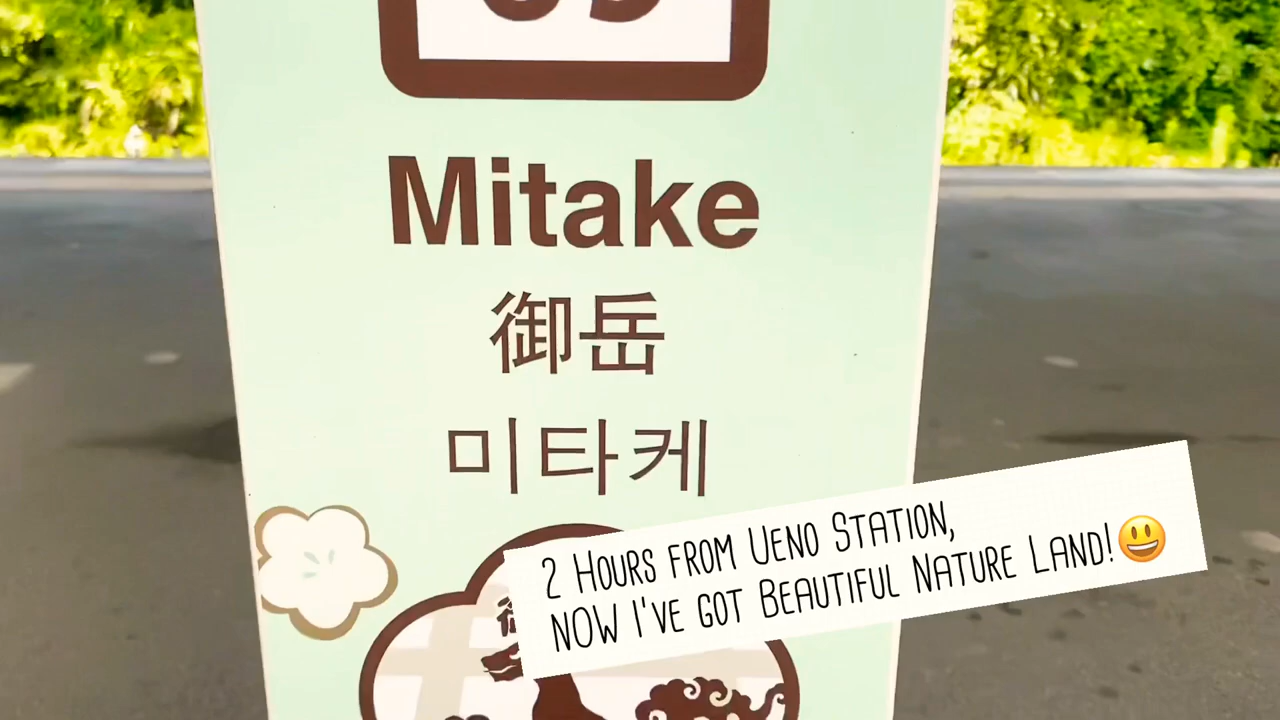 Mitake
御岳
미타케
2 HOURS FROM UENO STATION,
NOW I'VE GOT BEAUTIFUL NATURE LAND!😃